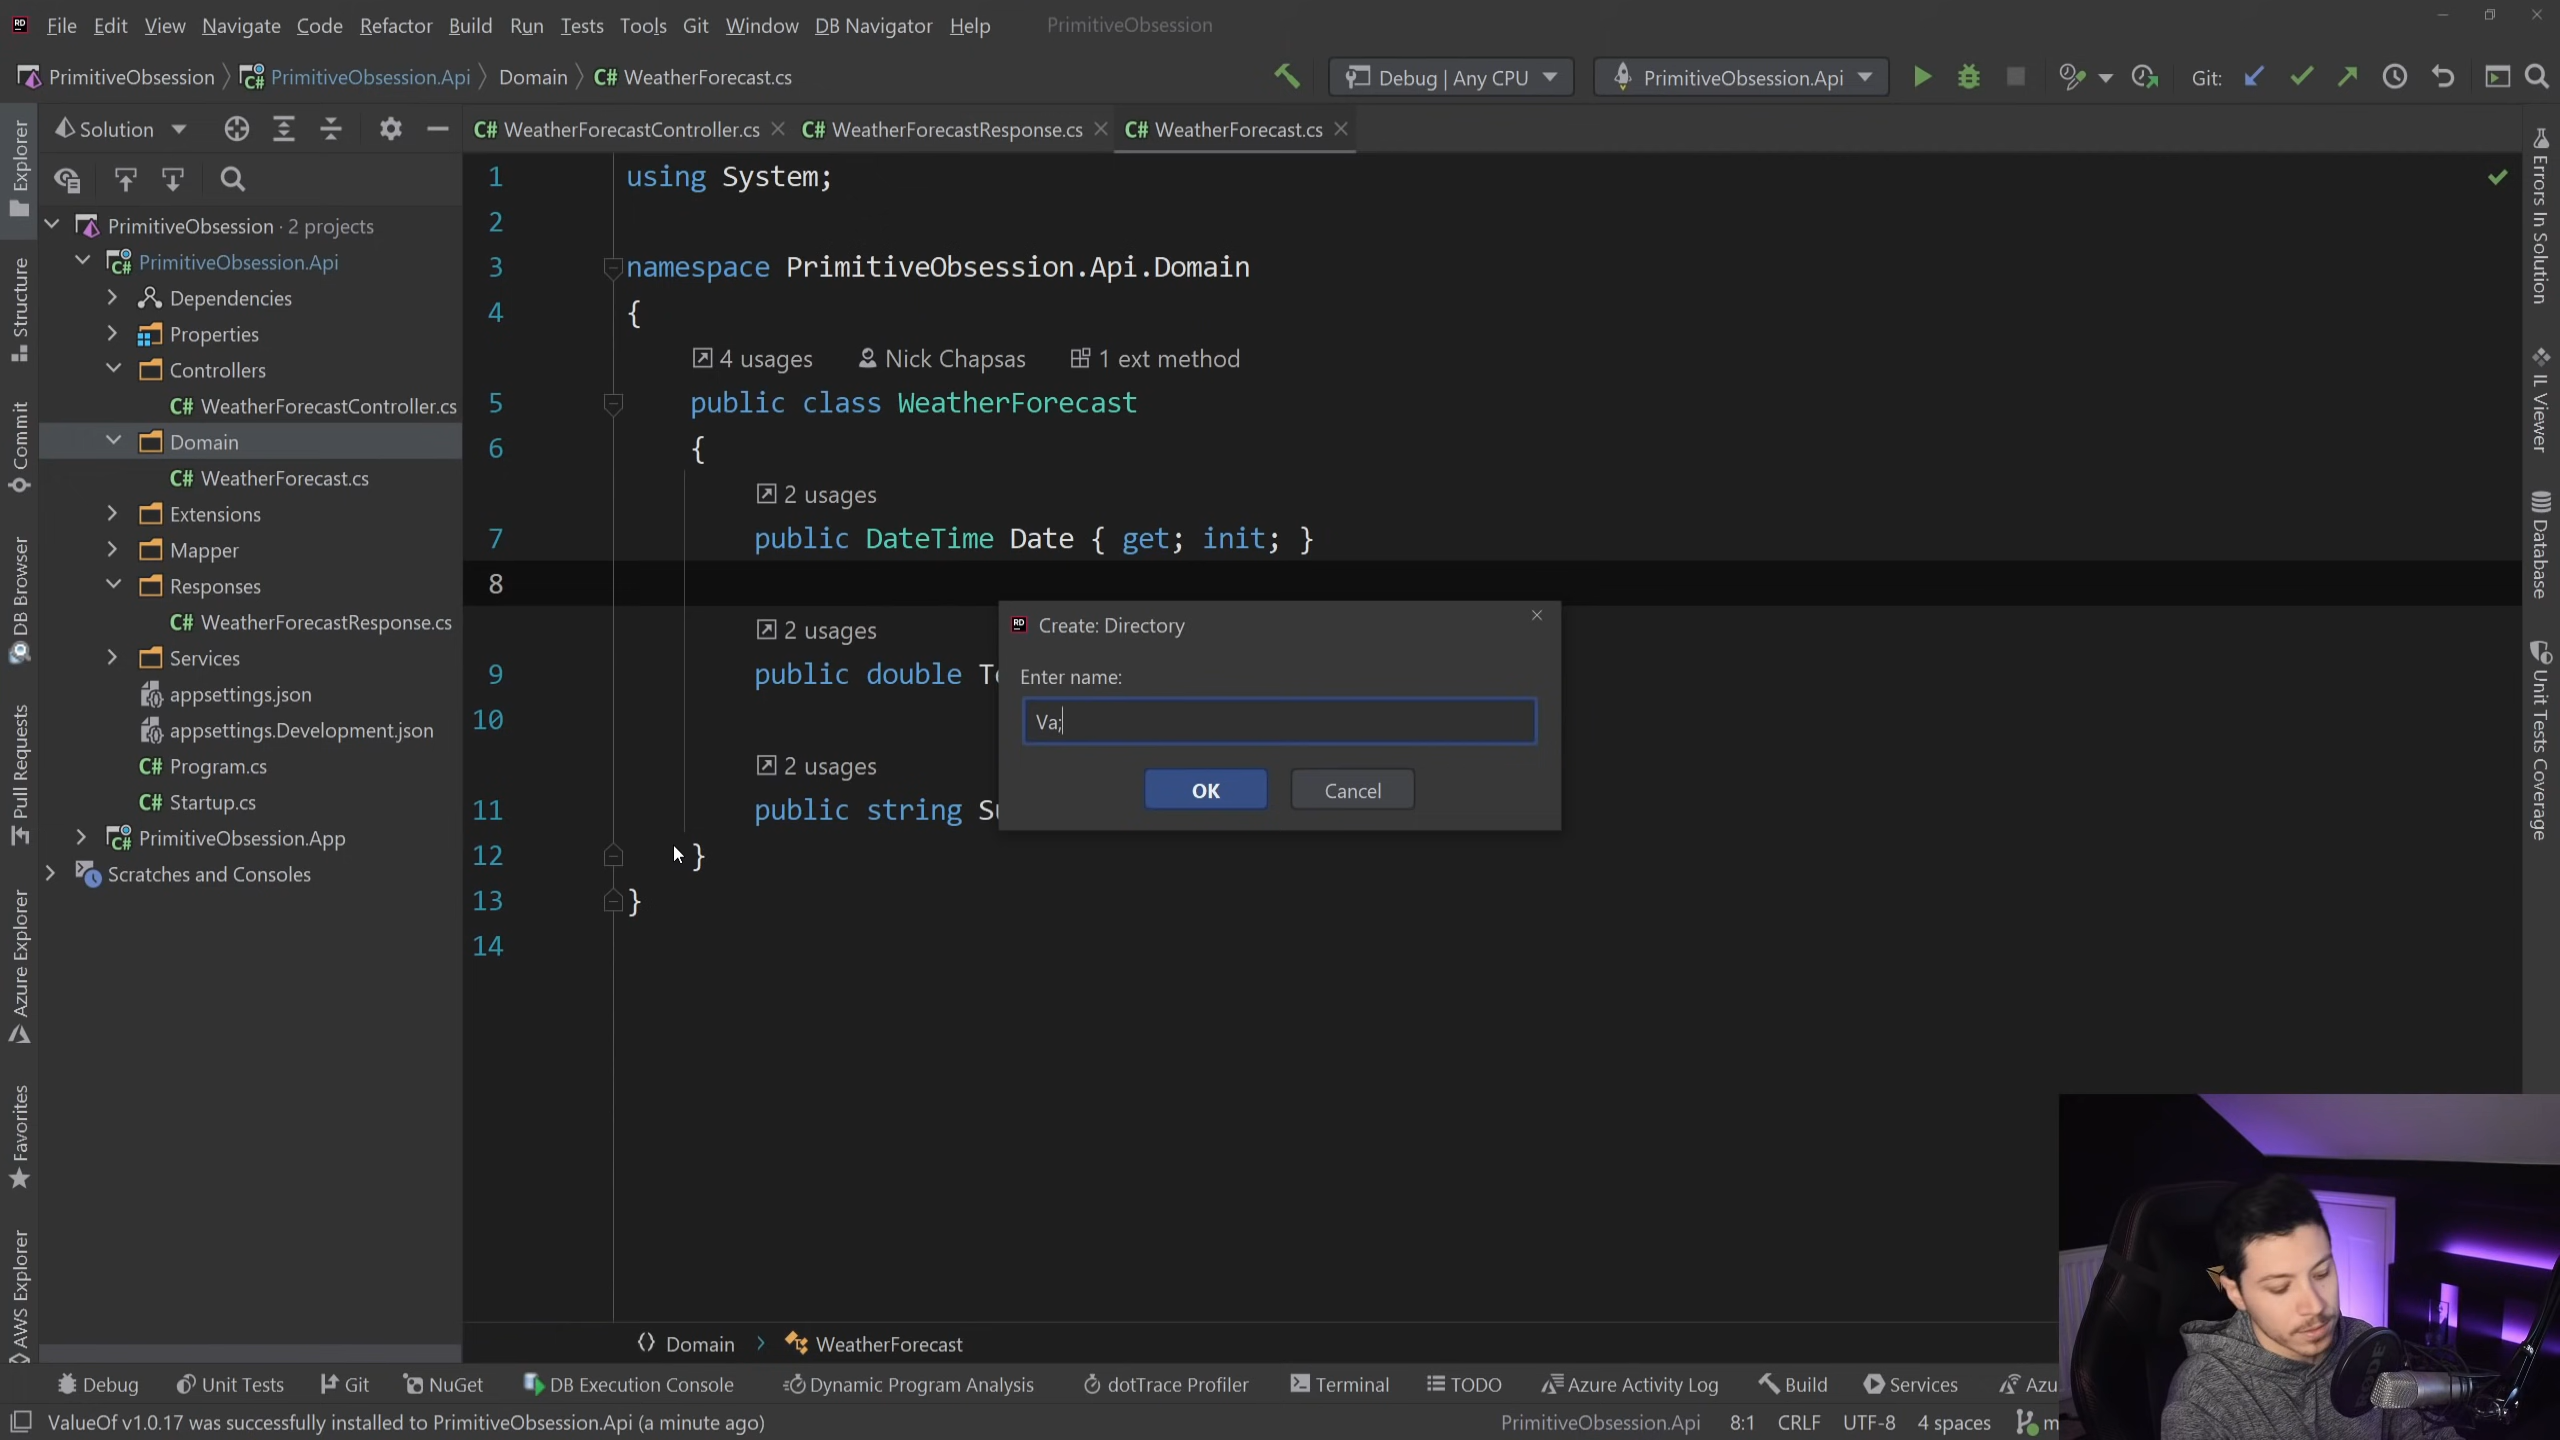 File Edit View Navigate Code Refactor Build Run Tests Tools Git Window DB Navigator Help PrimitiveObsession
PrimitiveObsession PrimitiveObsession.Api Domain C# WeatherForecast.cs Debug | Any CPU PrimitiveObsession.Api Git:
Solution
C# WeatherForecastController.cs C# WeatherForecastResponse.cs C# WeatherForecast.cs
Explorer
Structure
Commit
DB Browser
Pull Requests
Azure Explorer
Favorites
AWS Explorer
PrimitiveObsession · 2 projects
PrimitiveObsession.Api
Dependencies
Properties
Controllers
C# WeatherForecastController.cs
Domain
C# WeatherForecast.cs
Extensions
Mapper
Responses
C# WeatherForecastResponse.cs
Services
appsettings.json
appsettings.Development.json
C# Program.cs
C# Startup.cs
PrimitiveObsession.App
Scratches and Consoles
1 using System;
2
3 namespace PrimitiveObsession.Api.Domain
4 {
4 usages Nick Chapsas 1 ext method
5 public class WeatherForecast
6 {
2 usages
7 public DateTime Date { get; init; }
8
2 usages
9 public double Te
10
2 usages
11 public string Su
12 }
13 }
14
RD Create: Directory
Enter name:
Va;
OK Cancel
Errors In Solution
IL Viewer
Database
Unit Tests Coverage
Domain WeatherForecast
Debug Unit Tests Git NuGet DB Execution Console Dynamic Program Analysis dotTrace Profiler Terminal TODO Azure Activity Log Build Services Azu
ValueOf v1.0.17 was successfully installed to PrimitiveObsession.Api (a minute ago) PrimitiveObsession.Api 8:1 CRLF UTF-8 4 spaces m
RODE